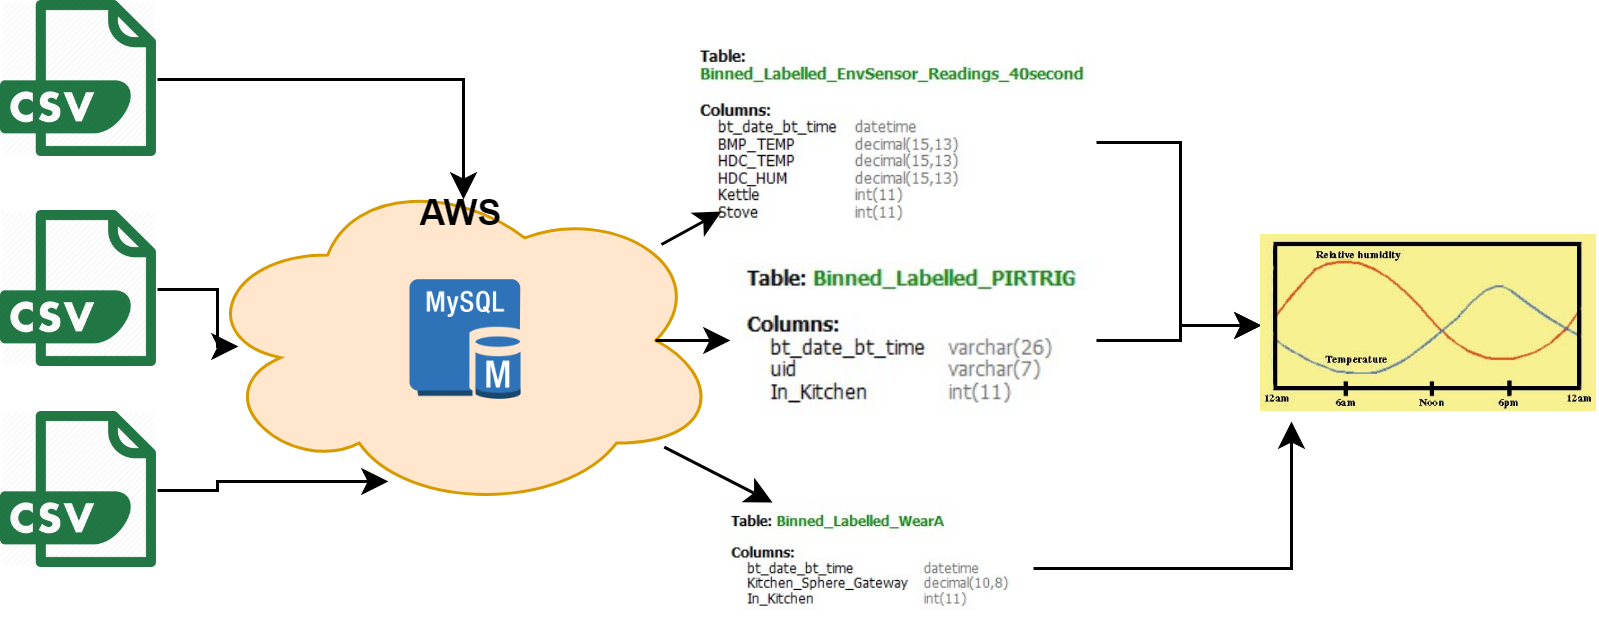 CSV
CSV
CSV
AWS
MySQL
M
Table:
Binned_Labelled_EnvSensor_Readings_40second
Columns:
bt_date_bt_time datetime
BMP_TEMP decimal(15,13)
HDC_TEMP decimal(15,13)
HDC_HUM decimal(15,13)
Kettle int(11)
Stove int(11)
Table: Binned_Labelled_PIRTRIG
Columns:
bt_date_bt_time varchar(26)
uid varchar(7)
In_Kitchen int(11)
Table: Binned_Labelled_WearA
Columns:
bt_date_bt_time datetime
Kitchen_Sphere_Gateway decimal(10,8)
In_Kitchen int(11)
Relative humidity
Temperature
12am 6am Noon 6pm 12am